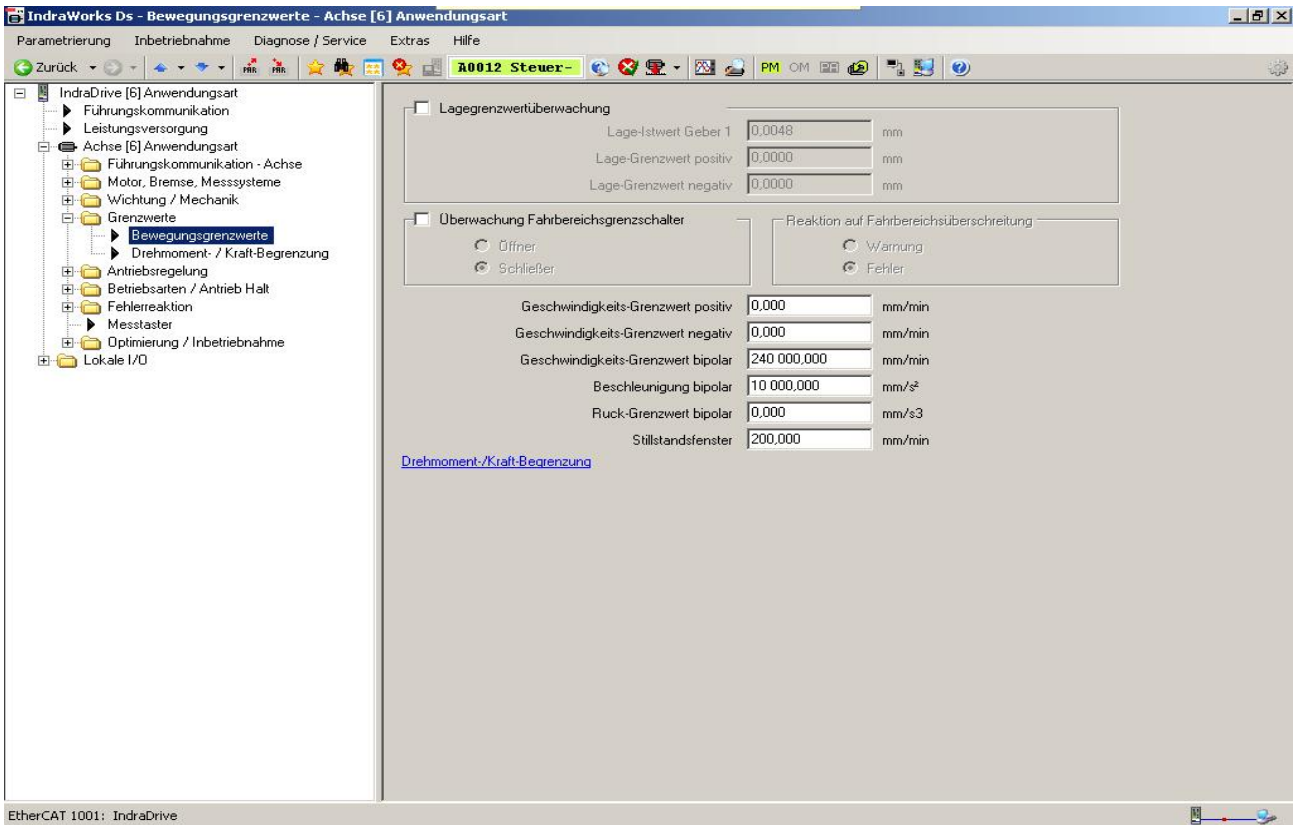 IndraWorks Ds - Bewegungsgrenzwerte - Achse [6] Anwendungsart
Parametrierung Inbetriebnahme Diagnose / Service Extras Hilfe
Zurück PAR PAR A0012 Steuer- PM OM
IndraDrive [6] Anwendungsart
Führungskommunikation
Leistungsversorgung
Achse [6] Anwendungsart
Führungskommunikation - Achse
Motor, Bremse, Messsysteme
Wichtung / Mechanik
Grenzwerte
Bewegungsgrenzwerte
Drehmoment- / Kraft-Begrenzung
Antriebsregelung
Betriebsarten / Antrieb Halt
Fehlerreaktion
Messtaster
Optimierung / Inbetriebnahme
Lokale I/O
Lagegrenzwertüberwachung
Lage-Istwert Geber 1 0,0048 mm
Lage-Grenzwert positiv 0,0000 mm
Lage-Grenzwert negativ 0,0000 mm
Überwachung Fahrbereichsgrenzschalter Reaktion auf Fahrbereichsüberschreitung
Öffner Warnung
Schließer Fehler
Geschwindigkeits-Grenzwert positiv 0,000 mm/min
Geschwindigkeits-Grenzwert negativ 0,000 mm/min
Geschwindigkeits-Grenzwert bipolar 240 000,000 mm/min
Beschleunigung bipolar 10 000,000 mm/s²
Ruck-Grenzwert bipolar 0,000 mm/s3
Stillstandsfenster 200,000 mm/min
Drehmoment-/Kraft-Begrenzung
EtherCAT 1001: IndraDrive